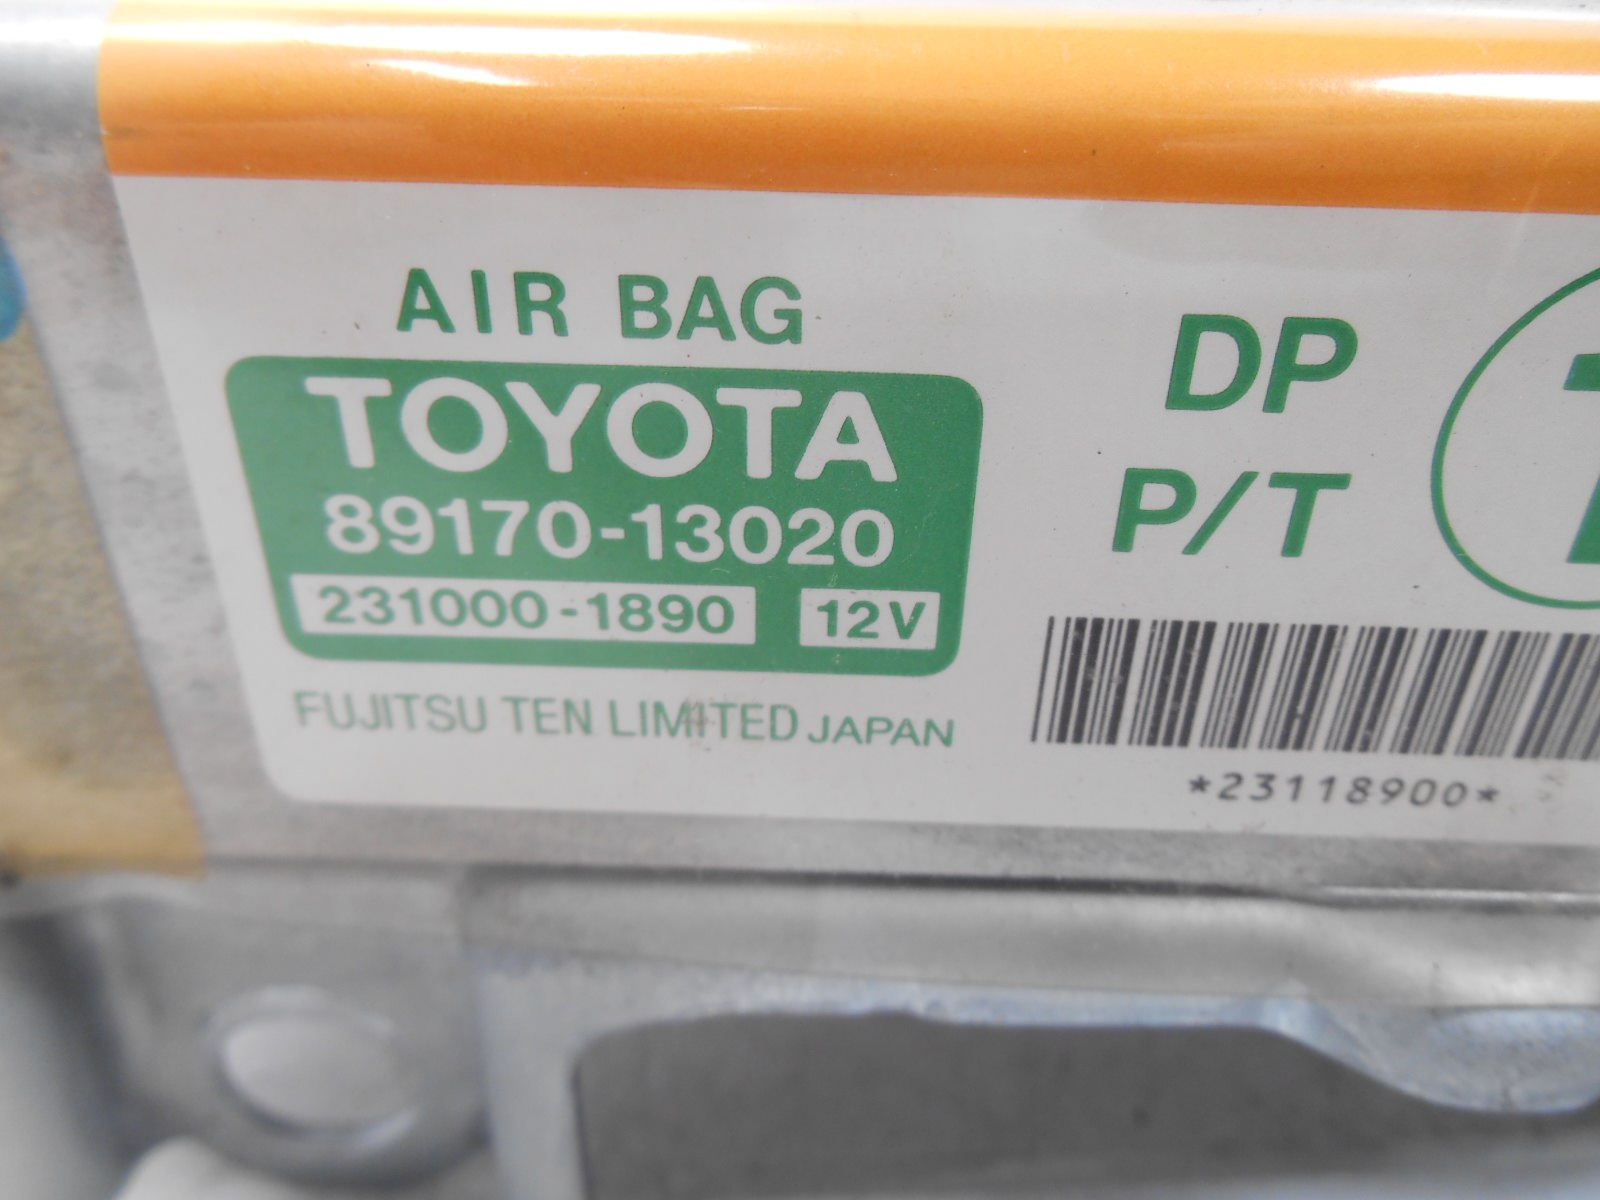 AIR BAG
TOYOTA
89170-13020
231000-1890 12V
FUJITSU TEN LIMITED JAPAN
DP
P/T
*23118900*